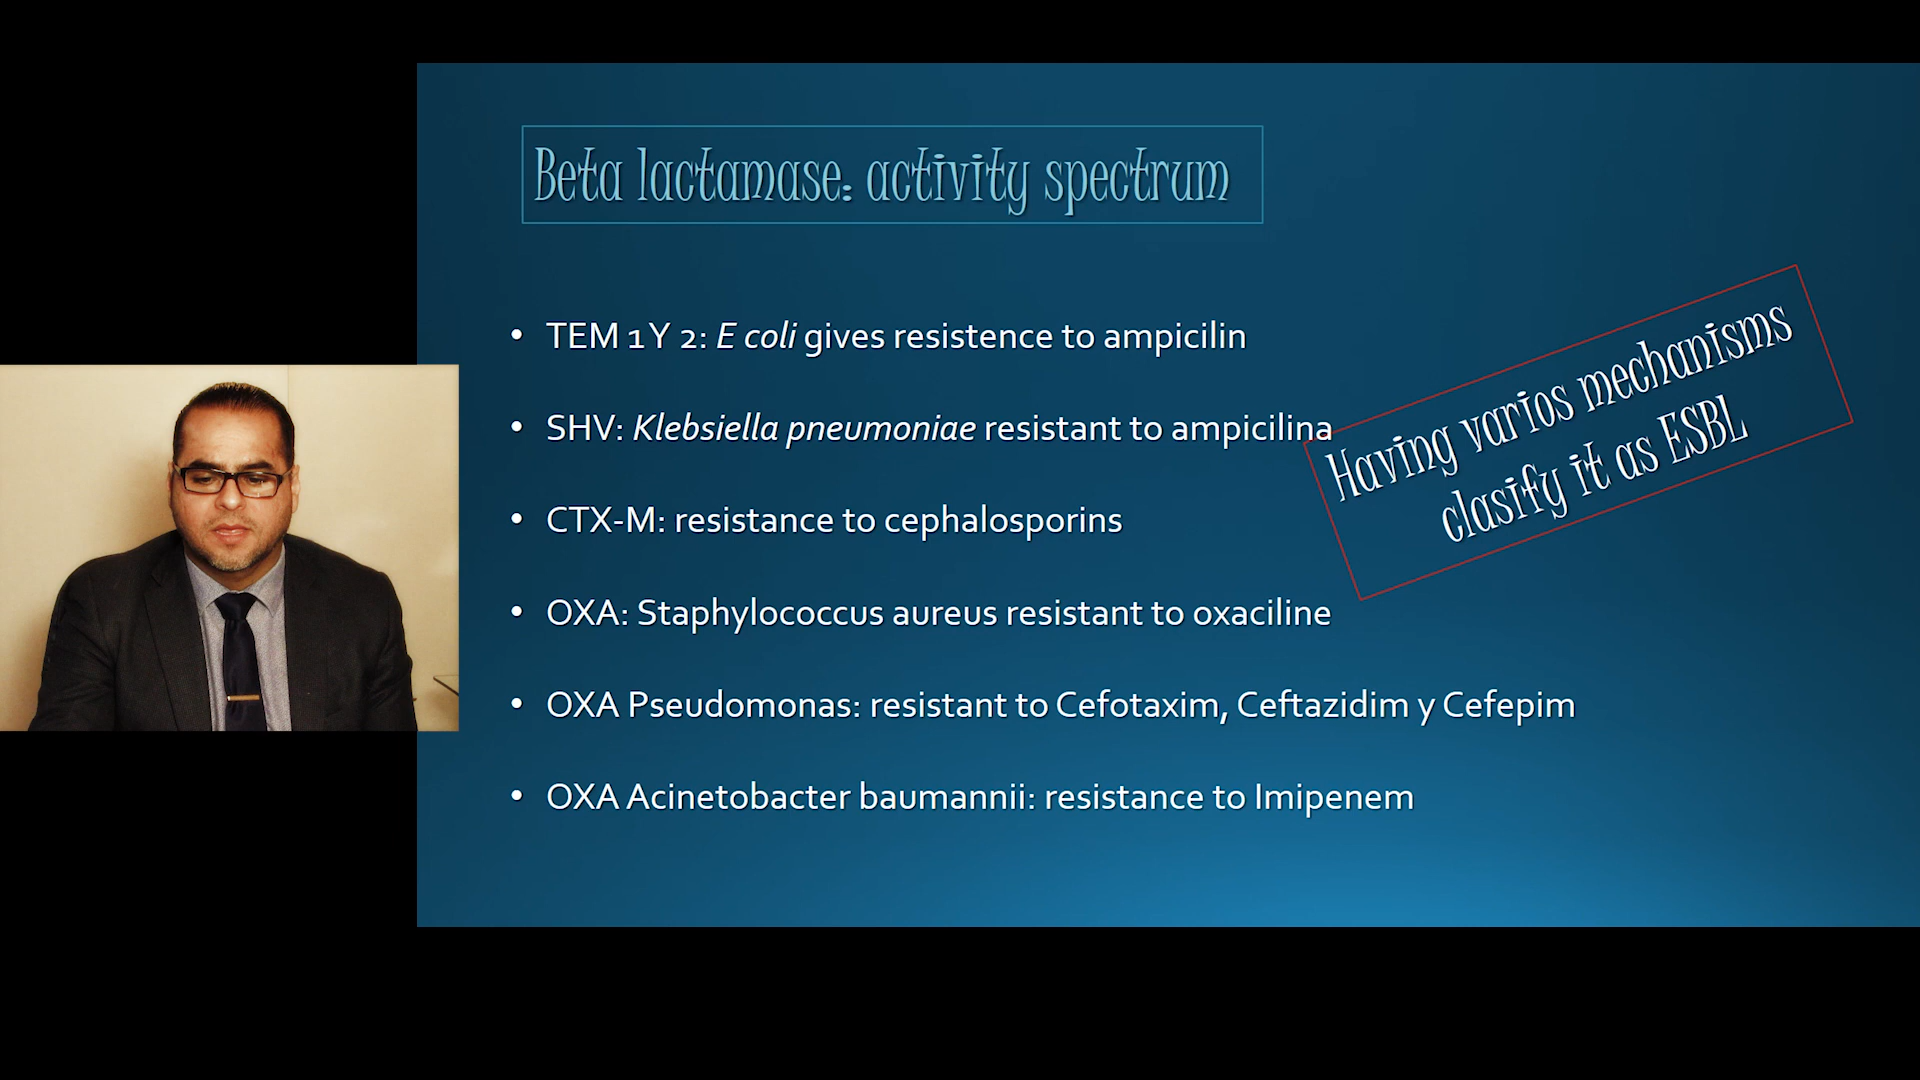 Beta lactamase: activity spectrum
• TEM 1 Y 2: E coli gives resistence to ampicilin
• SHV: Klebsiella pneumoniae resistant to ampicilina
• CTX-M: resistance to cephalosporins
• OXA: Staphylococcus aureus resistant to oxaciline
• OXA Pseudomonas: resistant to Cefotaxim, Ceftazidim y Cefepim
• OXA Acinetobacter baumannii: resistance to Imipenem
Having varios mechanisms
clasify it as ESBL